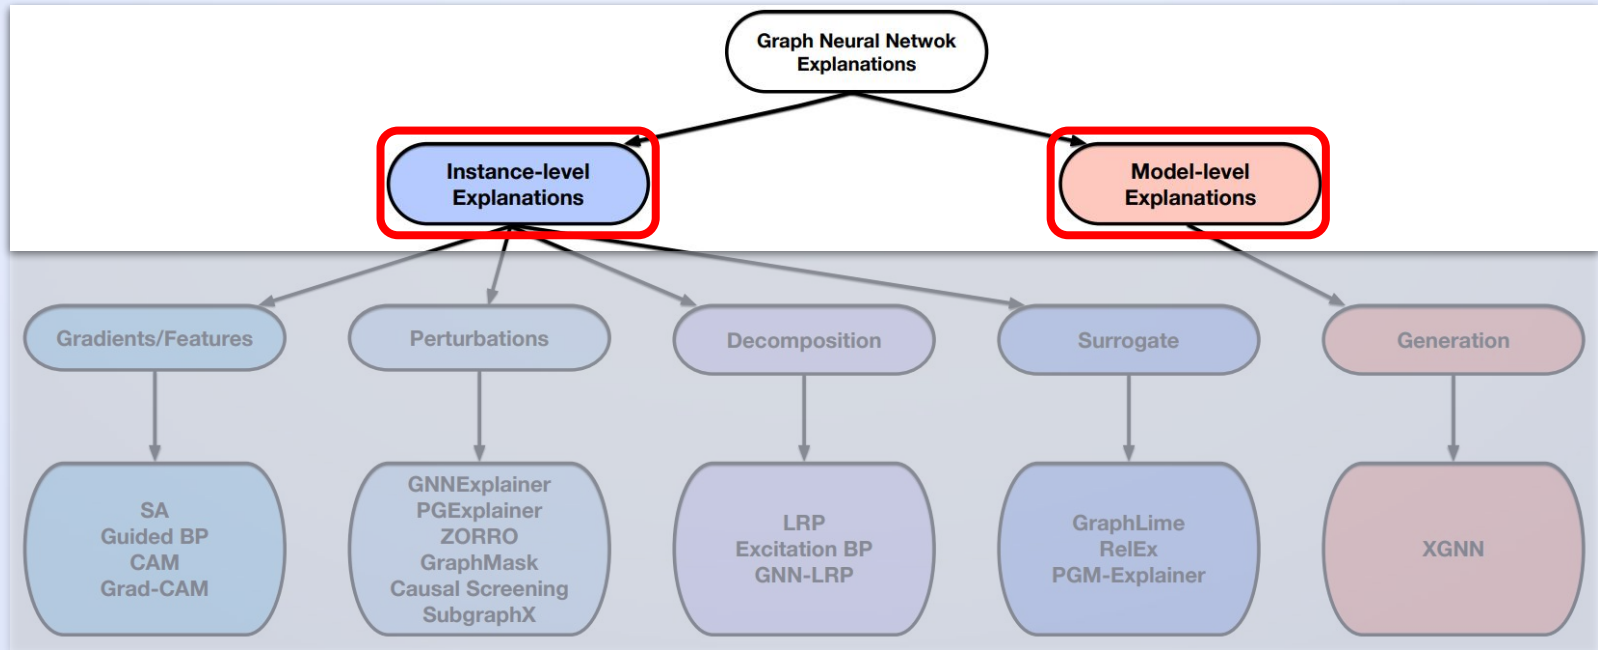 Graph Neural Netwok
Explanations
Instance-level
Explanations
Model-level
Explanations
Gradients/Features
Perturbations
Decomposition
Surrogate
Generation
SA
Guided BP
CAM
Grad-CAM
GNNExplainer
PGExplainer
ZORRO
GraphMask
Causal Screening
SubgraphX
LRP
Excitation BP
GNN-LRP
GraphLime
RelEx
PGM-Explainer
XGNN